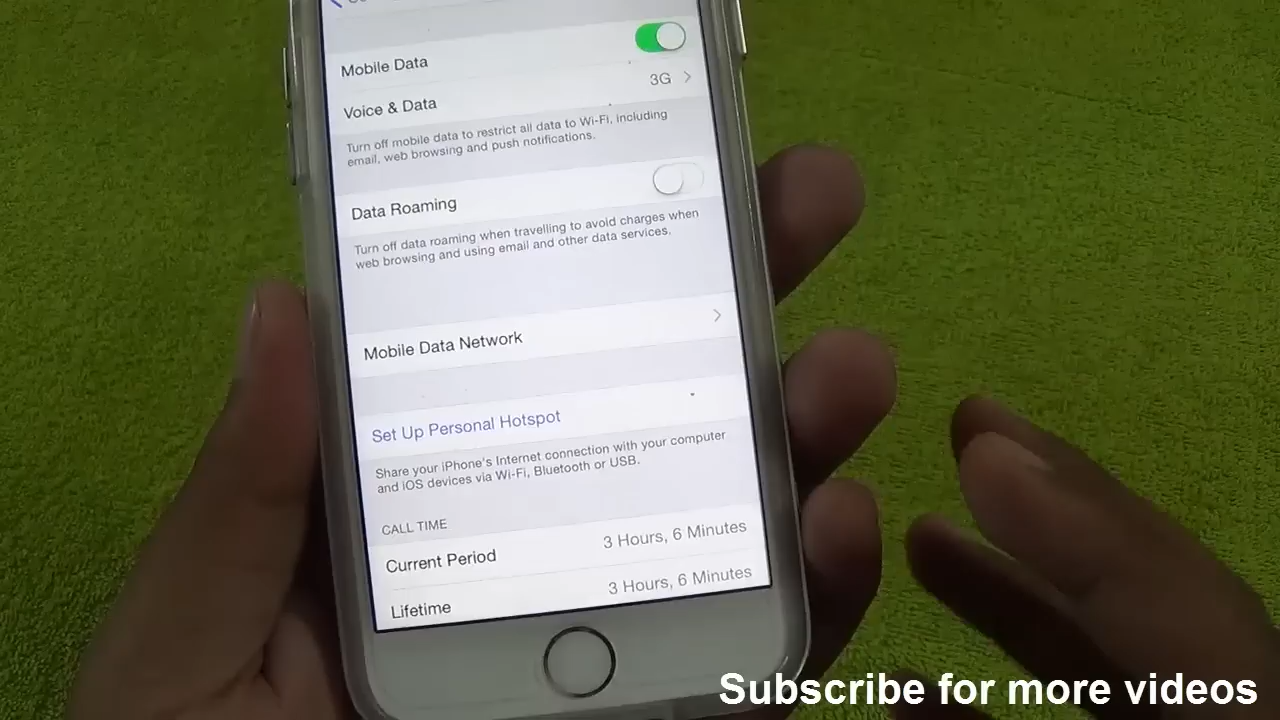 Mobile Data
Voice & Data
3G
Turn off mobile data to restrict all data to Wi-Fi, including
email, web browsing and push notifications.
Data Roaming
Turn off data roaming when travelling to avoid charges when
web browsing and using email and other data services.
Mobile Data Network
Set Up Personal Hotspot
Share your iPhone's Internet connection with your computer
and iOS devices via Wi-Fi, Bluetooth or USB.
CALL TIME
Current Period
3 Hours, 6 Minutes
Lifetime
3 Hours, 6 Minutes
Subscribe for more videos